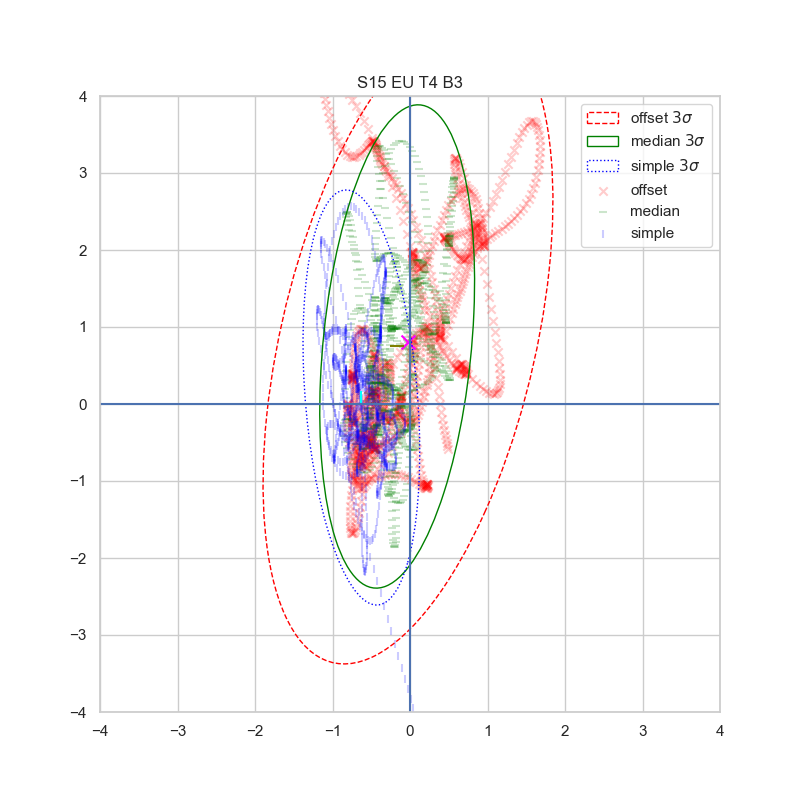 S15 EU T4 B3
offset 3σ
median 3σ
simple 3σ
offset
median
simple
4
3
2
1
0
−1
−2
−3
−4
−4 −3 −2 −1 0 1 2 3 4